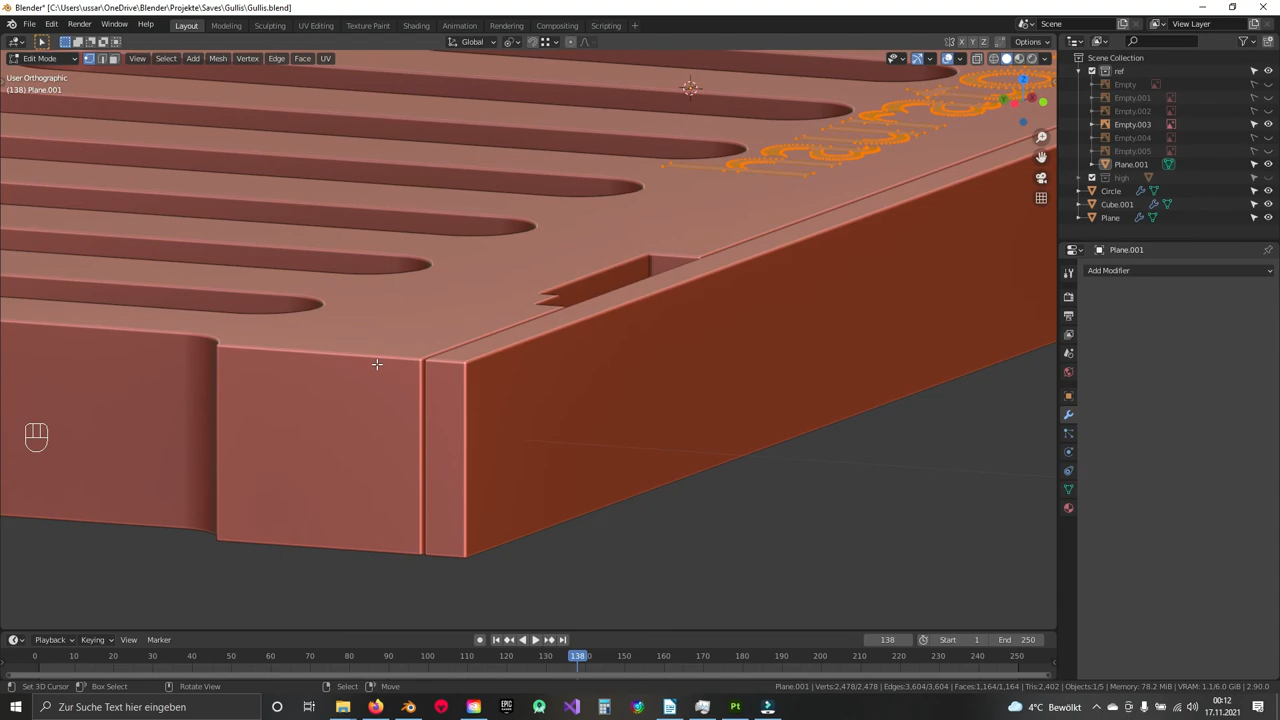 Blender* [C:\Users\ussar\OneDrive\Blender\Projekte\Saves\Gullis\Gullis.blend]
File Edit Render Window Help Layout Modeling Sculpting UV Editing Texture Paint Shading Animation Rendering Compositing Scripting + Scene View Layer
Global X Y Z Options
Edit Mode View Select Add Mesh Vertex Edge Face UV
User Orthographic
(138) Plane.001
Scene Collection
ref
Empty
Empty.001
Empty.002
Empty.003
Empty.004
Empty.005
Plane.001
high
Circle
Cube.001
Plane
Plane.001
Add Modifier
Playback Keying View Marker 138 Start 1 End 250
0 10 20 30 40 50 60 70 80 90 100 110 120 130 138 150 160 170 180 190 200 210 220 230 240 250
Set 3D Cursor Box Select Rotate View Select Move Plane.001 | Verts:2,478/2,478 | Edges:3,604/3,604 | Faces:1,164/1,164 | Tris:2,402 | Objects:1/5 | Memory: 78.2 MiB | VRAM: 1.1/6.0 GiB | 2.90.0
Zur Suche Text hier eingeben 4°C Bewölkt 00:12
17.11.2021